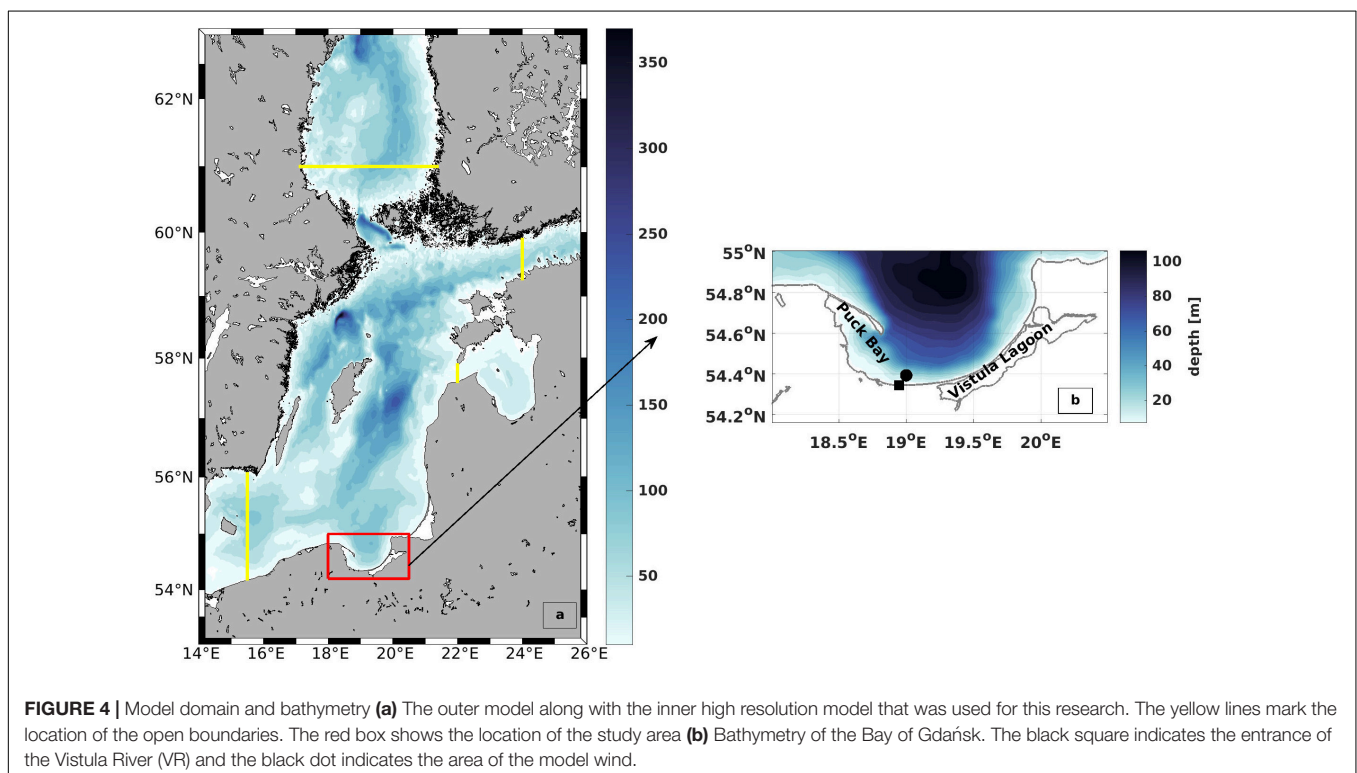 62°N
60°N
58°N
56°N
54°N
14°E 16°E 18°E 20°E 22°E 24°E 26°E
a
350
300
250
200
150
100
50
55°N
54.8°N
54.6°N
54.4°N
54.2°N
18.5°E 19°E 19.5°E 20°E
Puck Bay
Vistula Lagoon
b
100
80
60
40
20
depth [m]
FIGURE 4 | Model domain and bathymetry (a) The outer model along with the inner high resolution model that was used for this research. The yellow lines mark the
location of the open boundaries. The red box shows the location of the study area (b) Bathymetry of the Bay of Gdańsk. The black square indicates the entrance of
the Vistula River (VR) and the black dot indicates the area of the model wind.